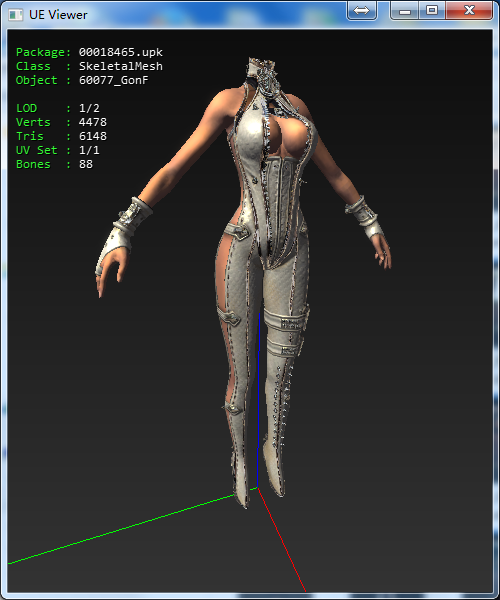 UE Viewer
Package: 00018465.upk
Class : SkeletalMesh
Object : 60077_GonF
LOD : 1/2
Verts : 4478
Tris : 6148
UV Set : 1/1
Bones : 88